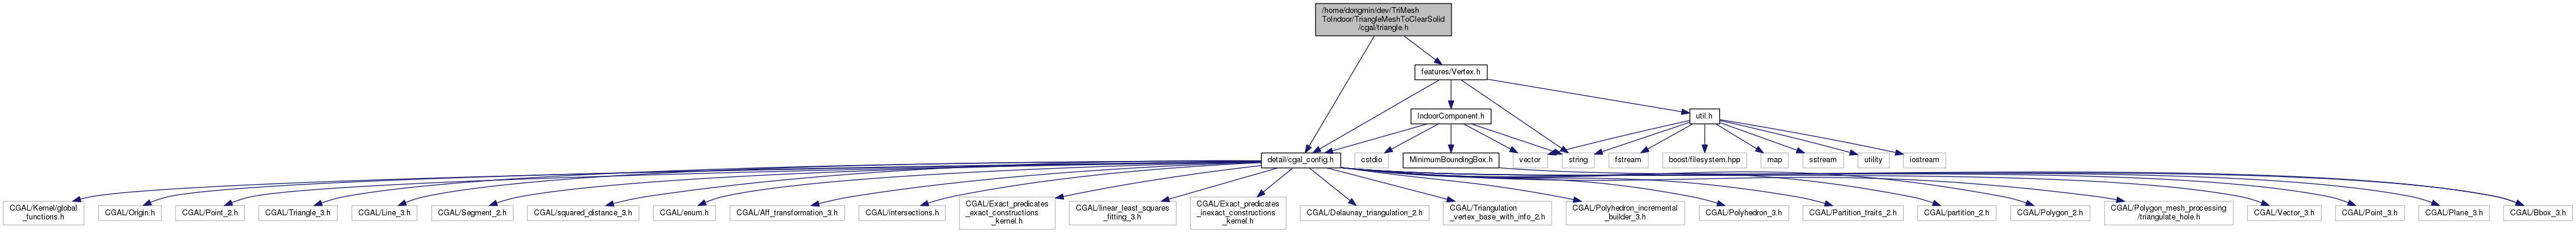 /home/dongmin/dev/TriMesh
ToIndoor/TriangleMeshToClearSolid
/cgal/triangle.h
features/Vertex.h
IndoorComponent.h
util.h
detail/cgal_config.h
cstdio
MinimumBoundingBox.h
vector
string
fstream
boost/filesystem.hpp
map
sstream
utility
iostream
CGAL/Kernel/global
_functions.h
CGAL/Origin.h
CGAL/Point_2.h
CGAL/Triangle_3.h
CGAL/Line_3.h
CGAL/Segment_2.h
CGAL/squared_distance_3.h
CGAL/enum.h
CGAL/Aff_transformation_3.h
CGAL/intersections.h
CGAL/Exact_predicates
_exact_constructions
_kernel.h
CGAL/linear_least_squares
_fitting_3.h
CGAL/Exact_predicates
_inexact_constructions
_kernel.h
CGAL/Delaunay_triangulation_2.h
CGAL/Triangulation
_vertex_base_with_info_2.h
CGAL/Polyhedron_incremental
_builder_3.h
CGAL/Polyhedron_3.h
CGAL/Partition_traits_2.h
CGAL/partition_2.h
CGAL/Polygon_2.h
CGAL/Polygon_mesh_processing
/triangulate_hole.h
CGAL/Vector_3.h
CGAL/Point_3.h
CGAL/Plane_3.h
CGAL/Bbox_3.h